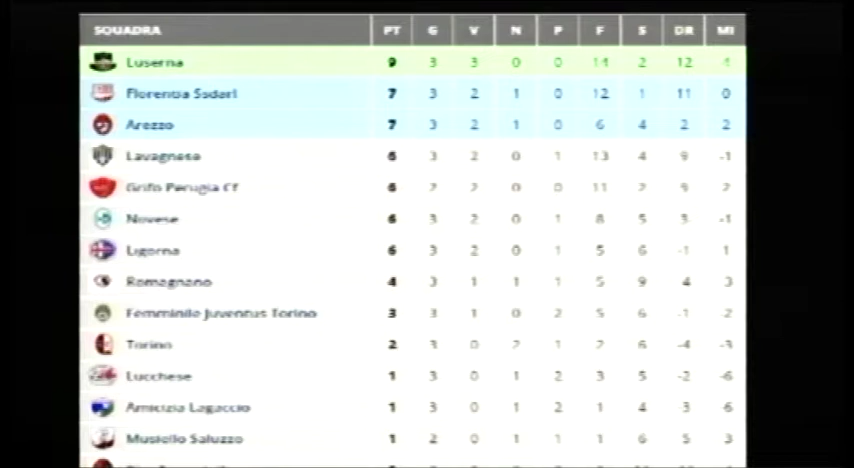 SQUADRA PT G V N P F S DR MI
Luserna 9 3 3 0 0 14 2 12
Florentia Ssdarl 7 3 2 1 0 12 1 11 0
Arezzo 7 3 2 1 0 6 4 2 2
Lavagnese 6 3 2 0 1 13 4 9 -1
Grifo Perugia Cf 6 2 2 0 0 11 2 9 2
Novese 6 3 2 0 1 8 5 3 -1
Ligorna 6 3 2 0 1 5 6 -1 1
Romagnano 4 3 1 1 1 5 9 4 3
Femminile Juventus Torino 3 3 1 0 2 5 6 -1 2
Torino 2 3 0 2 1 2 6 -4 -3
Lucchese 1 3 0 1 2 3 5 -2 -6
Amicizia Lagaccio 1 3 0 1 2 1 4 3 -6
Musiello Saluzzo 1 2 0 1 1 1 6 5 3